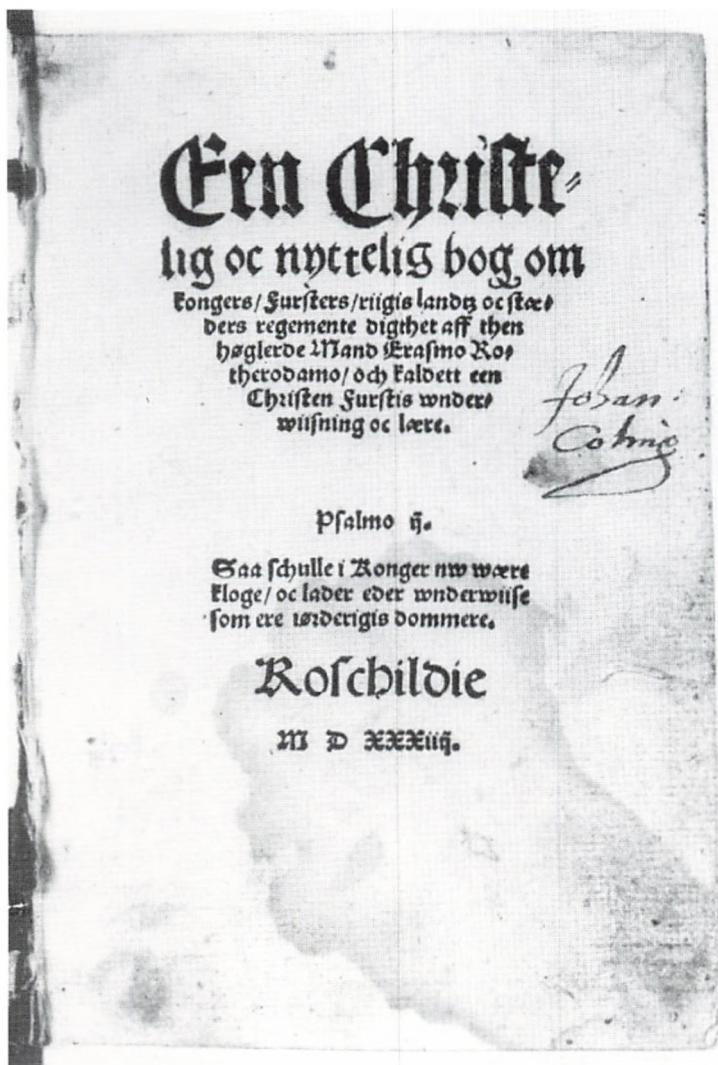 Een Christe⸗
lig oc nyttelig bog om
kongers/ Fursters/ riigis landtz oc stæ⸗
ders regemente digthet aff then
høglerde Mand Erasmo Ro⸗
therodamo/ och kaldett een
Christen Furstis wnder⸗
wiisning oc lære.
Johan.
Psalmo ij.
Saa schulle i Konger nw wære
kloge/ oc lader eder wnderwiise
som ere iørderigis dommere.
Roschildie
M D XXXiiij.